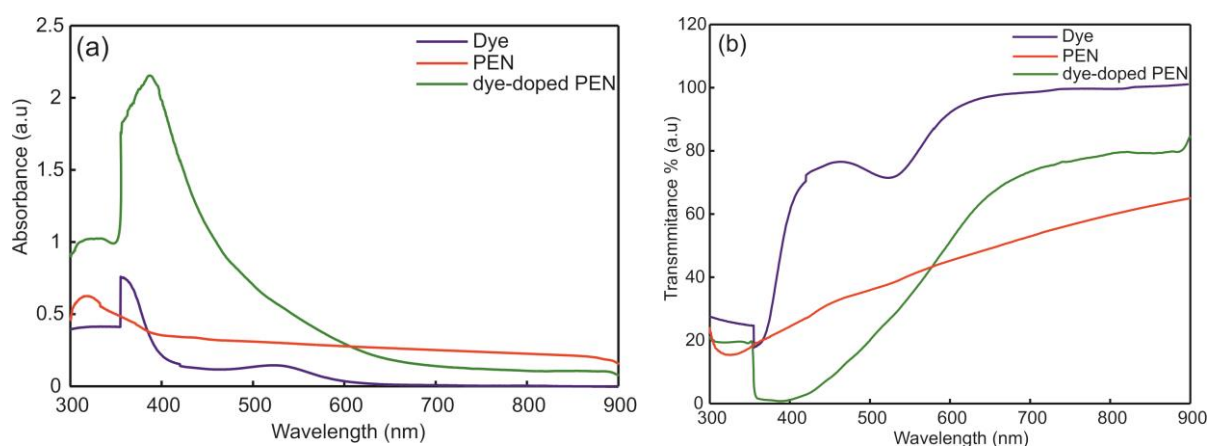 (a)
Dye
PEN
dye-doped PEN
Absorbance (a.u)
2.5
2
1.5
1
0.5
0
300 400 500 600 700 800 900
Wavelength (nm)
(b)
Dye
PEN
dye-doped PEN
Transmmitance % (a.u)
120
100
80
60
40
20
0
300 400 500 600 700 800 900
Wavelength (nm)